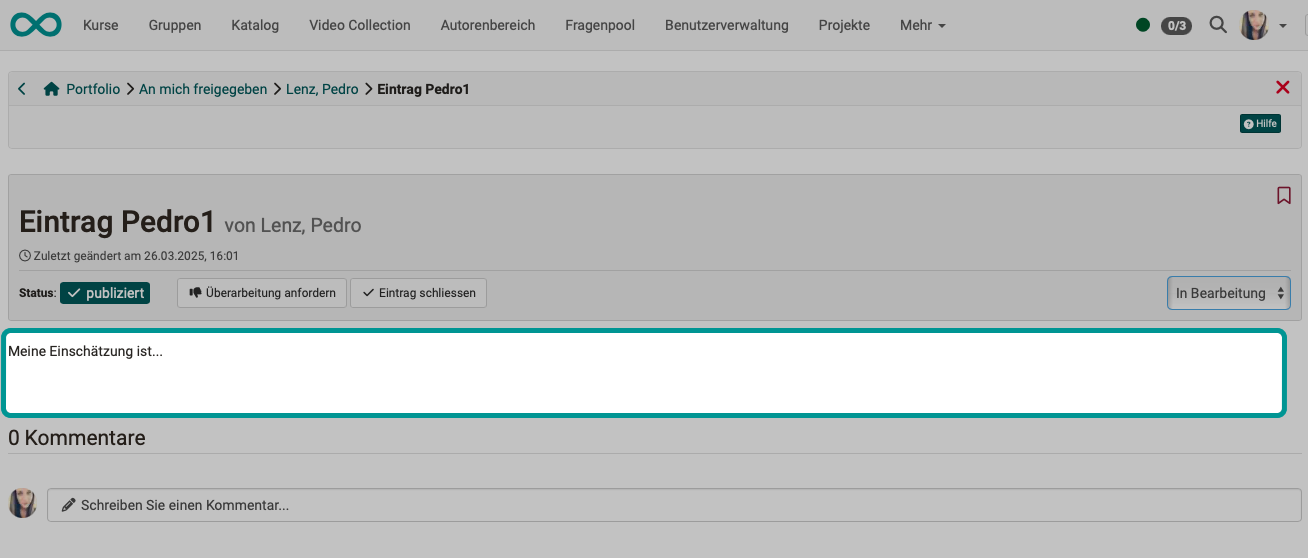 Kurse Gruppen Katalog Video Collection Autorenbereich Fragenpool Benutzerverwaltung Projekte Mehr 0/3
Portfolio An mich freigegeben Lenz, Pedro Eintrag Pedro1
Hilfe
Eintrag Pedro1 von Lenz, Pedro
Zuletzt geändert am 26.03.2025, 16:01
Status: publiziert Überarbeitung anfordern Eintrag schliessen In Bearbeitung
Meine Einschätzung ist...
0 Kommentare
Schreiben Sie einen Kommentar...